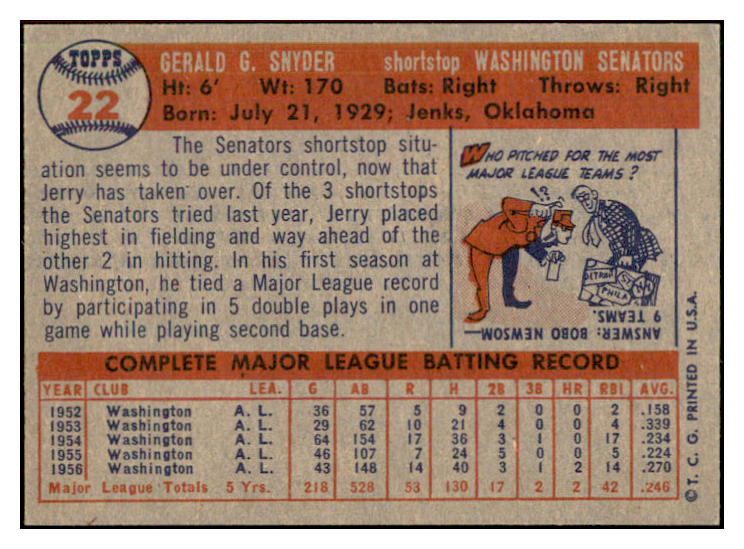 TOPPS
22
GERALD G. SNYDER shortstop WASHINGTON SENATORS
Ht: 6' Wt: 170 Bats: Right Throws: Right
Born: July 21, 1929; Jenks, Oklahoma
The Senators shortstop situ-
ation seems to be under control, now that
Jerry has taken over. Of the 3 shortstops
the Senators tried last year, Jerry placed
highest in fielding and way ahead of the
other 2 in hitting. In his first season at
Washington, he tied a Major League record
by participating in 5 double plays in one
game while playing second base.
WHO PITCHED FOR THE MOST
MAJOR LEAGUE TEAMS?
!?
DETROIT
ST.L.
N.Y.
PHILA.
ANSWER: BOBO NEWSOM—
9 TEAMS.
COMPLETE MAJOR LEAGUE BATTING RECORD
YEAR CLUB LEA. G AB R H 2B 3B HR RBI AVG.
1952 Washington A. L. 36 57 5 9 2 0 0 2 .158
1953 Washington A. L. 29 62 10 21 4 0 0 4 .339
1954 Washington A. L. 64 154 17 36 3 1 0 17 .234
1955 Washington A. L. 46 107 7 24 5 0 0 5 .224
1956 Washington A. L. 43 148 14 40 3 1 2 14 .270
Major League Totals 5 Yrs. 218 528 53 130 17 2 2 42 .246
© T. C. G. PRINTED IN U.S.A.